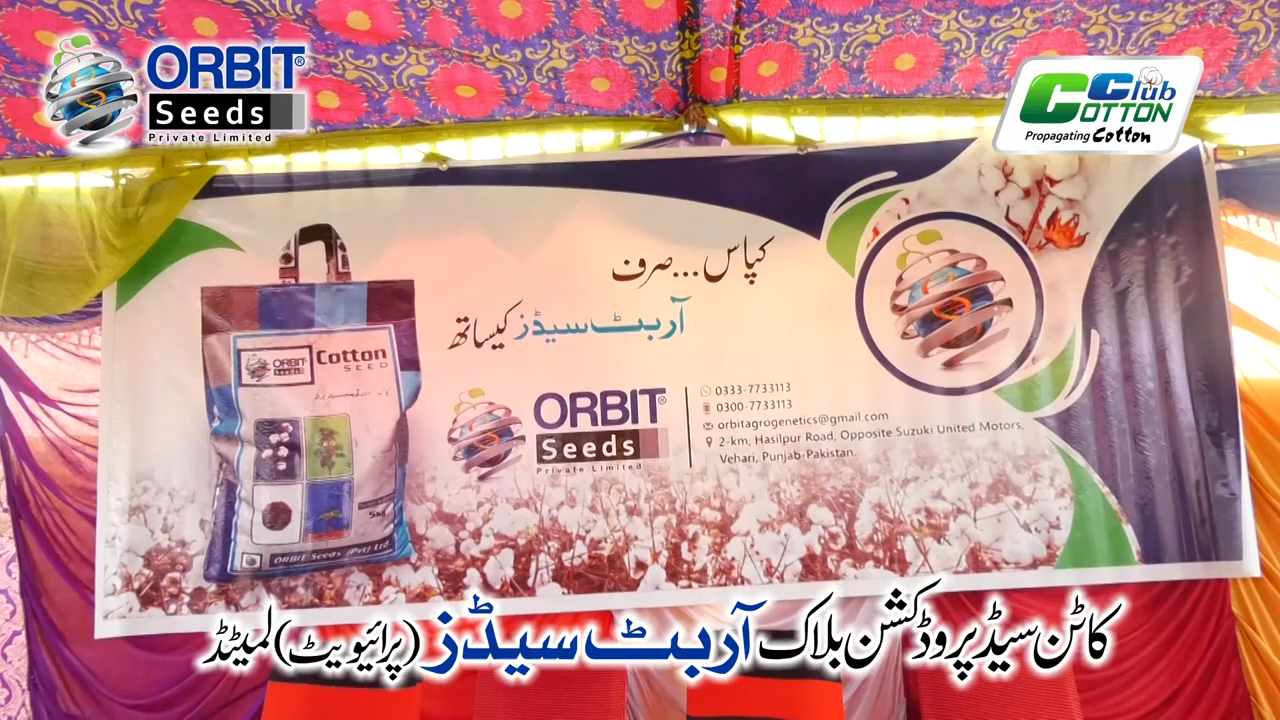 ORBIT®
Seeds
Private Limited
Cotton Club
Propagating Cotton
کپاس...صرف
آربٹ سیڈز کیساتھ
ORBIT
Seeds
Cotton
SEED
5kg
ORBIT Seeds (Pvt) Ltd.
ORBIT®
Seeds
Private Limited
0333-7733113
0300-7733113
orbitagrogenetics@gmail.com
2-km, Hasilpur Road, Opposite Suzuki United Motors,
Vehari, Punjab-Pakistan.
کاٹن سیڈ پروڈکشن بلاک آربٹ سیڈز (پرائیویٹ) لمیٹڈ